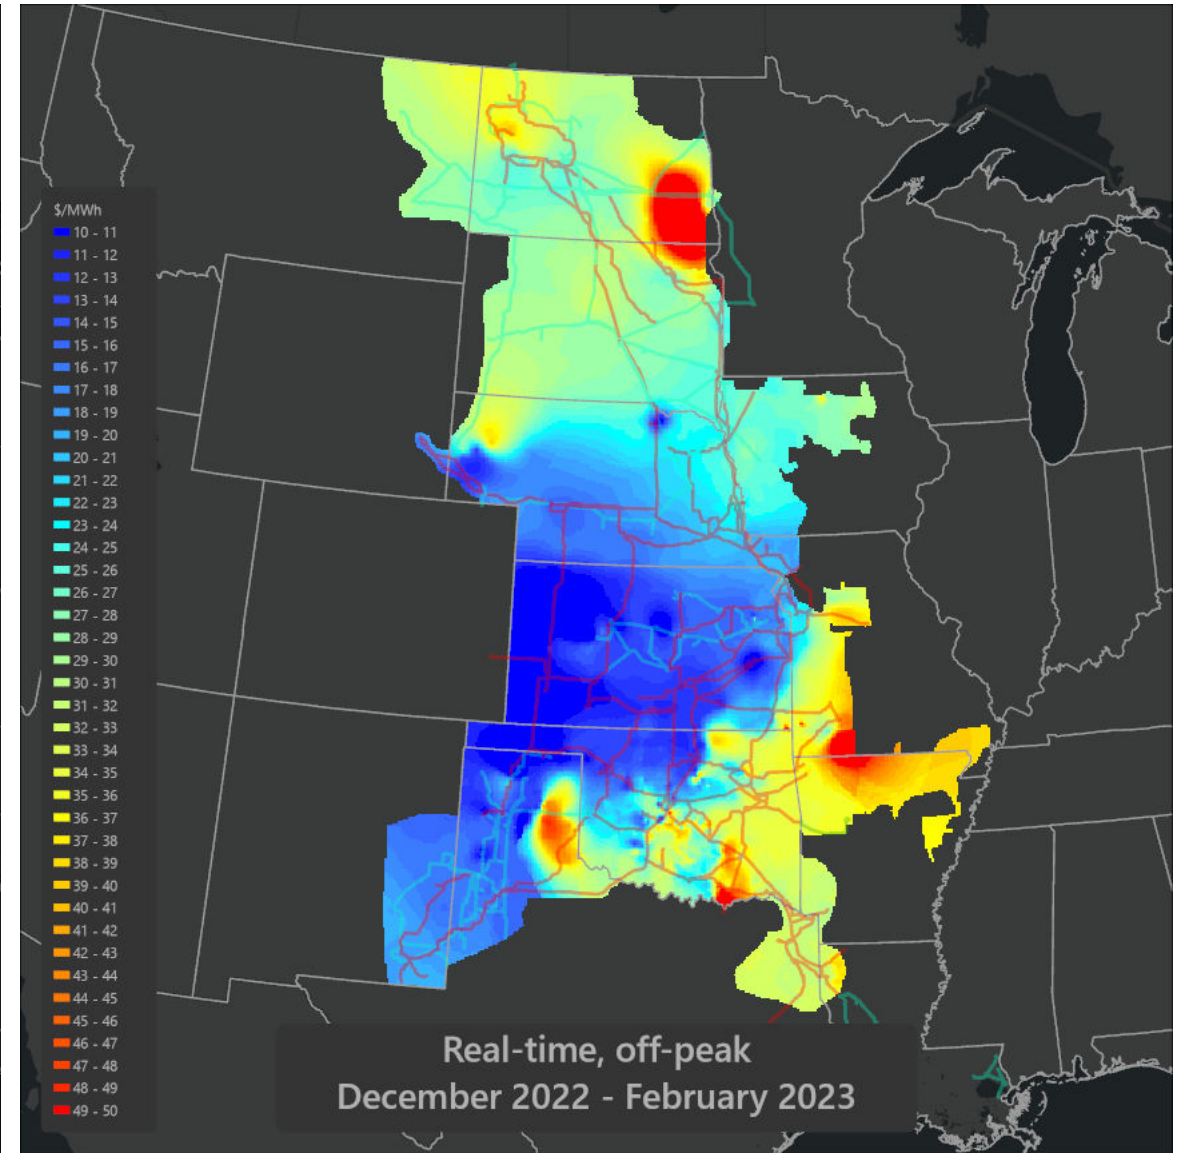 $/MWh
10 - 11
11 - 12
12 - 13
13 - 14
14 - 15
15 - 16
16 - 17
17 - 18
18 - 19
19 - 20
20 - 21
21 - 22
22 - 23
23 - 24
24 - 25
25 - 26
26 - 27
27 - 28
28 - 29
29 - 30
30 - 31
31 - 32
32 - 33
33 - 34
34 - 35
35 - 36
36 - 37
37 - 38
38 - 39
39 - 40
40 - 41
41 - 42
42 - 43
43 - 44
44 - 45
45 - 46
46 - 47
47 - 48
48 - 49
49 - 50
Real-time, off-peak
December 2022 - February 2023